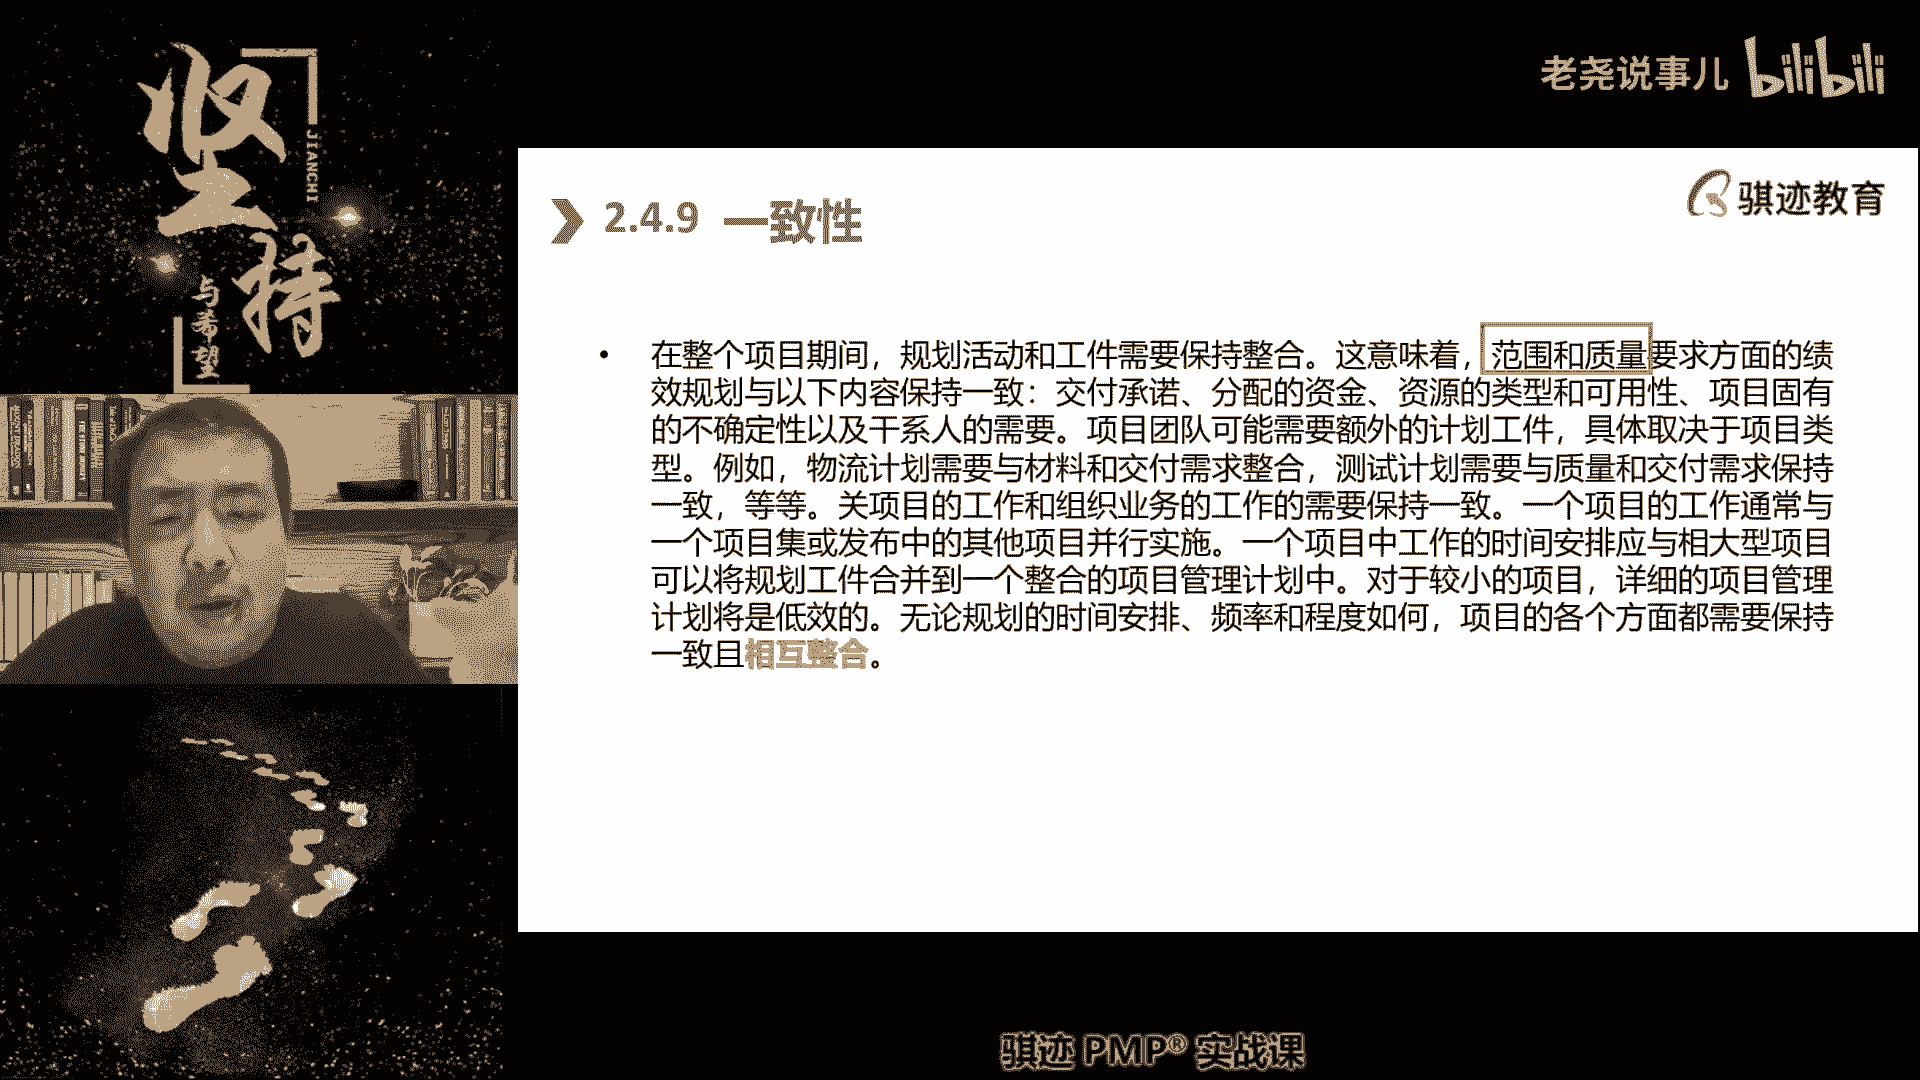 坚持
JIANCHI
与希望
老尧说事儿 bilibili
骐迹教育
2.4.9 一致性
• 在整个项目期间，规划活动和工件需要保持整合。这意味着，范围和质量要求方面的绩
效规划与以下内容保持一致：交付承诺、分配的资金、资源的类型和可用性、项目固有
的不确定性以及干系人的需要。项目团队可能需要额外的计划工件，具体取决于项目类
型。例如，物流计划需要与材料和交付需求整合，测试计划需要与质量和交付需求保持
一致，等等。关项目的工作和组织业务的工作的需要保持一致。一个项目的工作通常与
一个项目集或发布中的其他项目并行实施。一个项目中工作的时间安排应与相大型项目
可以将规划工件合并到一个整合的项目管理计划中。对于较小的项目，详细的项目管理
计划将是低效的。无论规划的时间安排、频率和程度如何，项目的各个方面都需要保持
一致且相互整合。
骐迹 PMP® 实战课